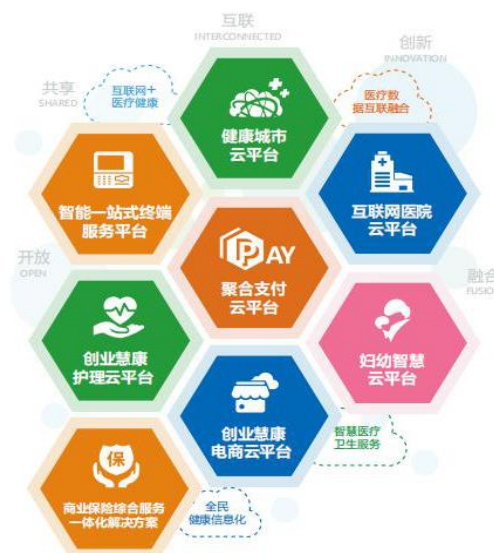 互联
INTERCONNECTED
创新
INNOVATION
共享
SHARED
互联网+
医疗健康
医疗数
据互联融合
健康城市
云平台
智能一站式终端
服务平台
互联网医院
云平台
PAY
聚合支付
云平台
开放
OPEN
融合
FUSION
创业慧康
护理云平台
妇幼智慧
云平台
创业慧康
电商云平台
智慧医疗
卫生服务
保
商业保险综合服务
一体化解决方案
全民
健康信息化